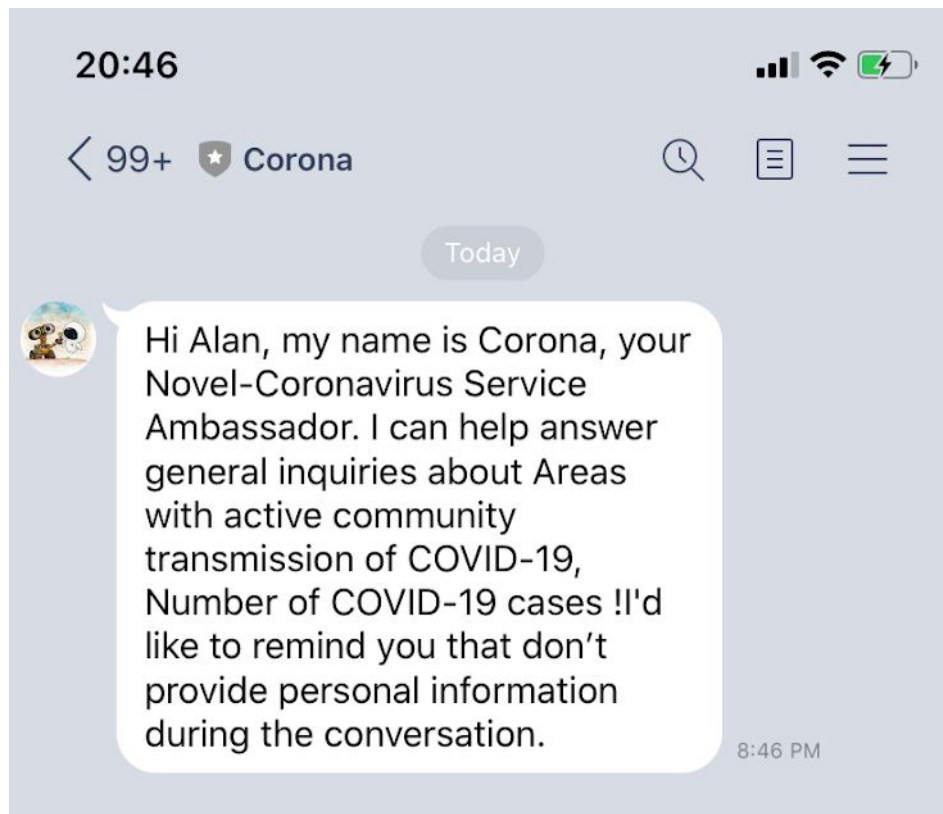 20:46
99+ Corona
Today
Hi Alan, my name is Corona, your
Novel-Coronavirus Service
Ambassador. I can help answer
general inquiries about Areas
with active community
transmission of COVID-19,
Number of COVID-19 cases !I'd
like to remind you that don’t
provide personal information
during the conversation.
8:46 PM